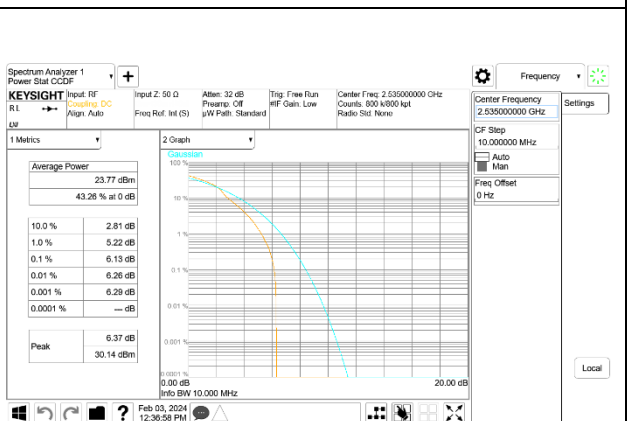 Spectrum Analyzer 1
Power Stat CCDF
Frequency
KEYSIGHT
RL
Input: RF
Coupling: DC
Align: Auto
Input Z: 50 Ω
Freq Ref: Int (S)
Atten: 32 dB
Preamp: Off
µW Path: Standard
Trig: Free Run
#IF Gain: Low
Center Freq: 2.535000000 GHz
Counts: 800 k/800 kpt
Radio Std: None
Center Frequency
2.535000000 GHz
Settings
CF Step
10.000000 MHz
Auto
Man
Freq Offset
0 Hz
1 Metrics
Average Power
23.77 dBm
43.26 % at 0 dB
10.0 % 2.81 dB
1.0 % 5.22 dB
0.1 % 6.13 dB
0.01 % 6.26 dB
0.001 % 6.29 dB
0.0001 % --- dB
Peak
6.37 dB
30.14 dBm
2 Graph
Gaussian
100 %
10 %
1 %
0.1 %
0.01 %
0.001 %
0.0001 %
0.00 dB 20.00 dB
Info BW 10.000 MHz
Local
?
Feb 03, 2024
12:36:58 PM